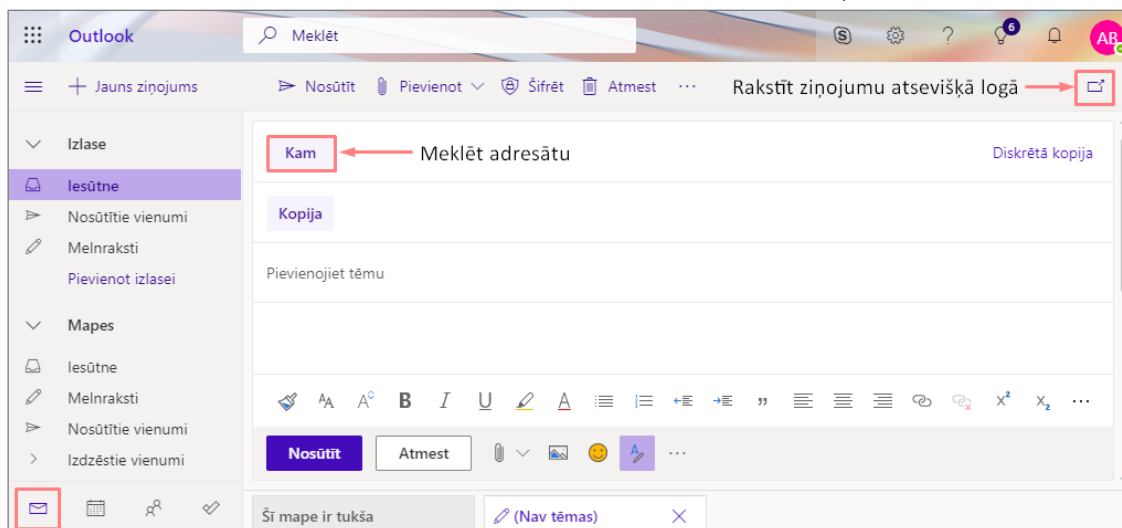 Outlook
Meklēt
6
AB
Jauns ziņojums
Nosūtīt Pievienot Šifrēt Atmest ··· Rakstīt ziņojumu atsevišķā logā
Izlase
Iesūtne
Nosūtītie vienumi
Melnraksti
Pievienot izlasei
Mapes
Iesūtne
Melnraksti
Nosūtītie vienumi
Izdzēstie vienumi
Kam Meklēt adresātu Diskrētā kopija
Kopija
Pievienojiet tēmu
Nosūtīt Atmest
Šī mape ir tukša (Nav tēmas)